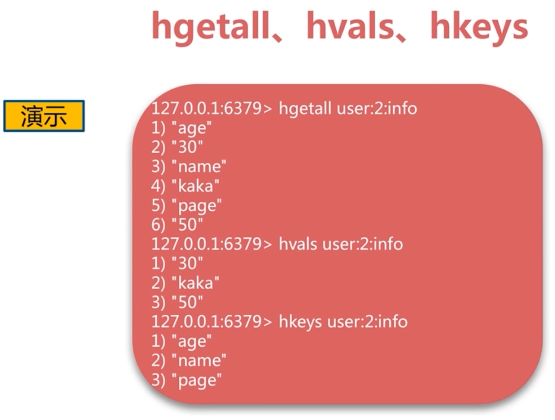 hgetall、hvals、hkeys
演示
127.0.0.1:6379> hgetall user:2:info
1) "age"
2) "30"
3) "name"
4) "kaka"
5) "page"
6) "50"
127.0.0.1:6379> hvals user:2:info
1) "30"
2) "kaka"
3) "50"
127.0.0.1:6379> hkeys user:2:info
1) "age"
2) "name"
3) "page"